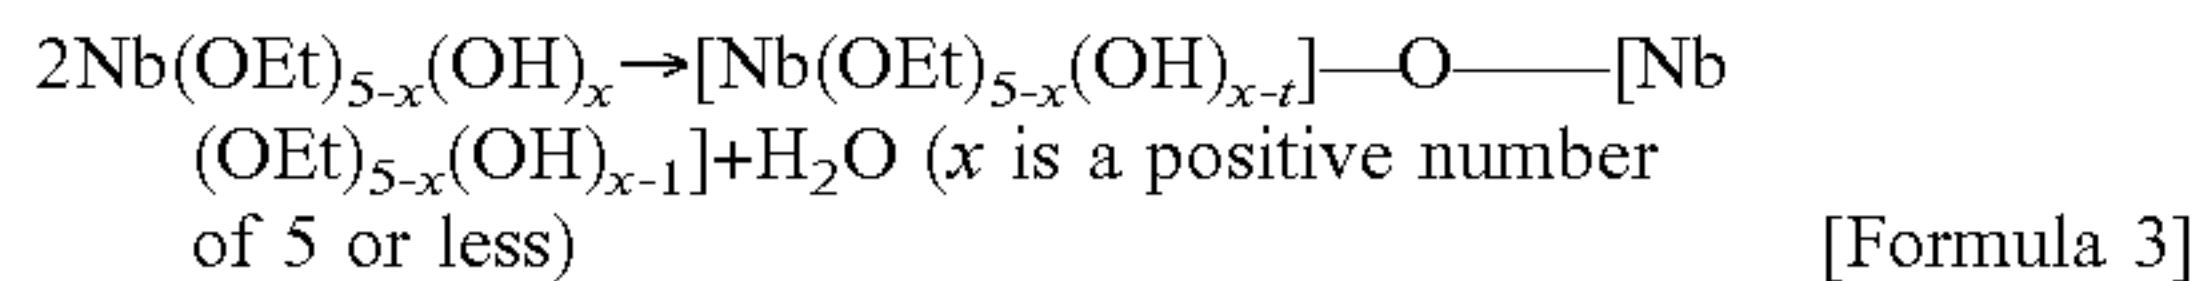 2Nb(OEt)₅₋ₓ(OH)ₓ→[Nb(OEt)₅₋ₓ(OH)ₓ₋ₜ]—O——[Nb
(OEt)₅₋ₓ(OH)ₓ₋₁]+H₂O (x is a positive number
of 5 or less) [Formula 3]